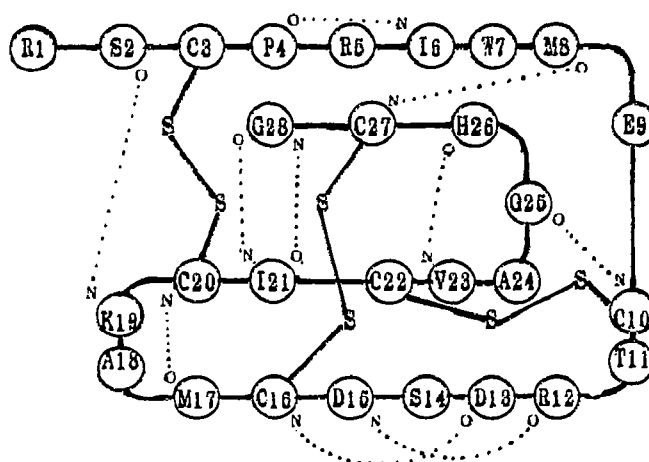 O N
R1 S2 C3 P4 R5 I6 W7 M8
O N O
S G28 C27 H26 E9
O N O
S S G25
O
N N O N S N
C20 I21 C22 V23 A24
K19 N S S C10
A18 O T11
M17 C16 D15 S14 D13 R12
N N O O